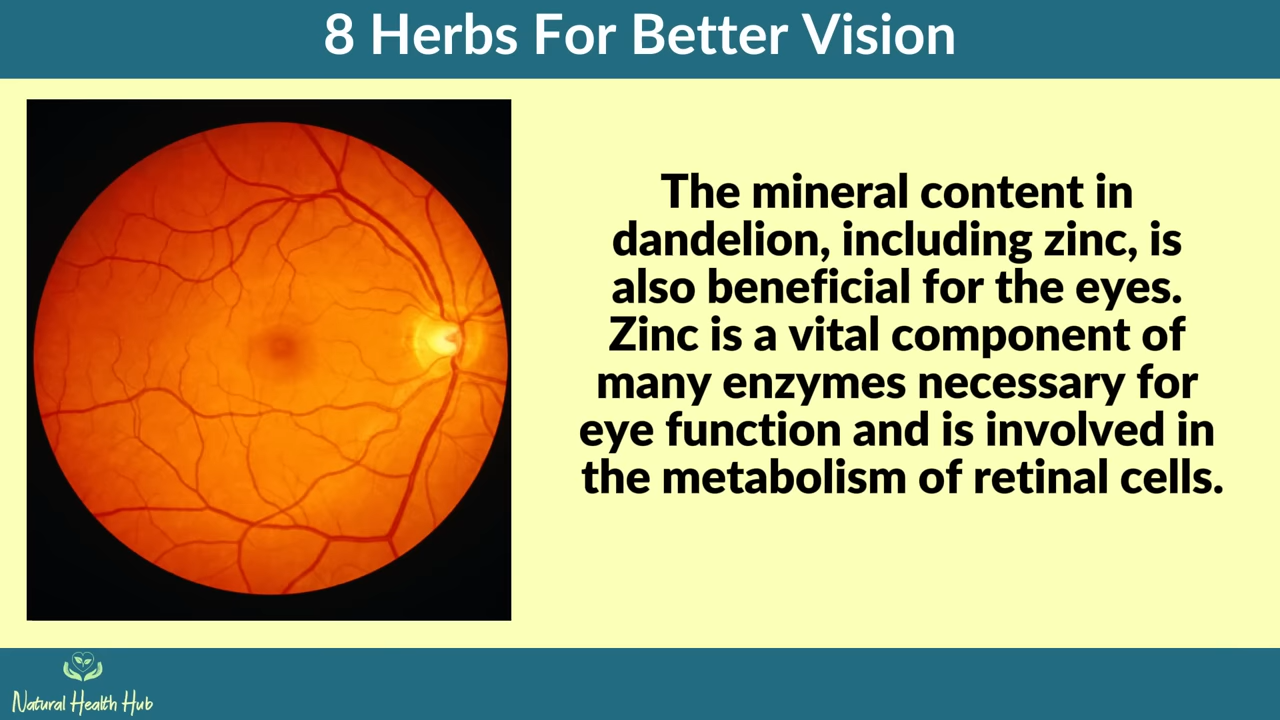 8 Herbs For Better Vision
The mineral content in
dandelion, including zinc, is
also beneficial for the eyes.
Zinc is a vital component of
many enzymes necessary for
eye function and is involved in
the metabolism of retinal cells.
Natural Health Hub